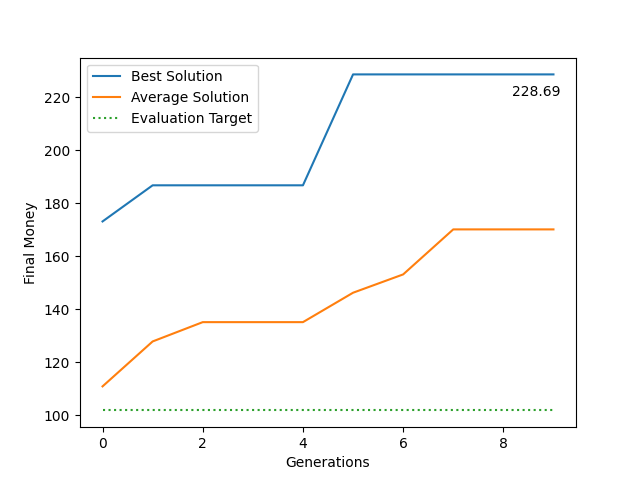 Best Solution
Average Solution
Evaluation Target
228.69
220
200
180
160
140
120
100
Final Money
0 2 4 6 8
Generations